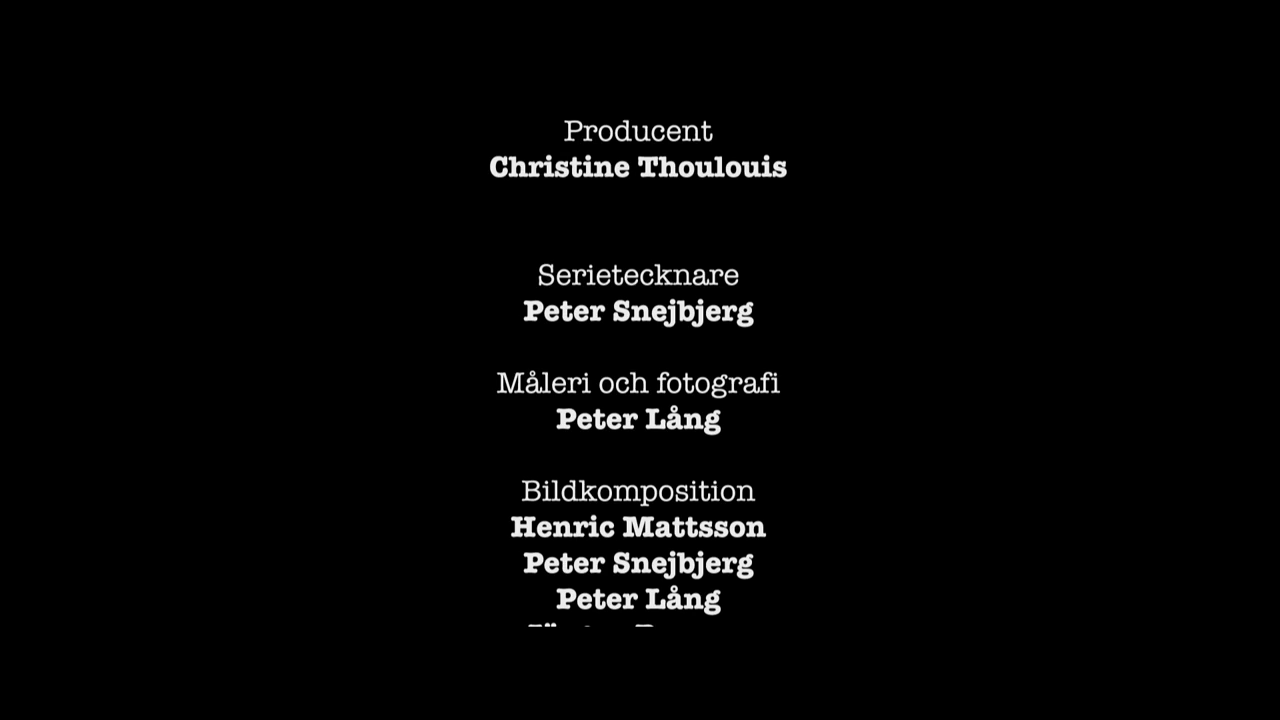 Producent
Christine Thoulouis
Serietecknare
Peter Snejbjerg
Måleri och fotografi
Peter Lång
Bildkomposition
Henric Mattsson
Peter Snejbjerg
Peter Lång